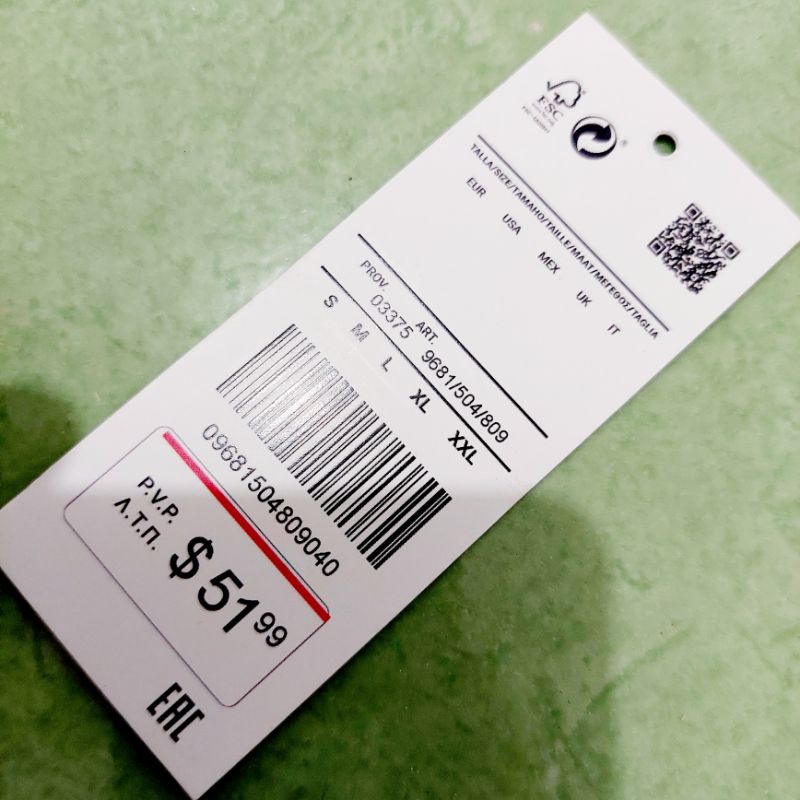 FSC
TALLA/SIZE/TAMAHO/TAILLE/MAAT/ΜΕΓΕΘΟΣ/TAGLIA
EUR USA MEX UK IT
PROV. ART.
03375 9681/504/809
S M L XL XXL
09681504809040
P.V.P.
Λ.Τ.Π.
$51 99
EAC